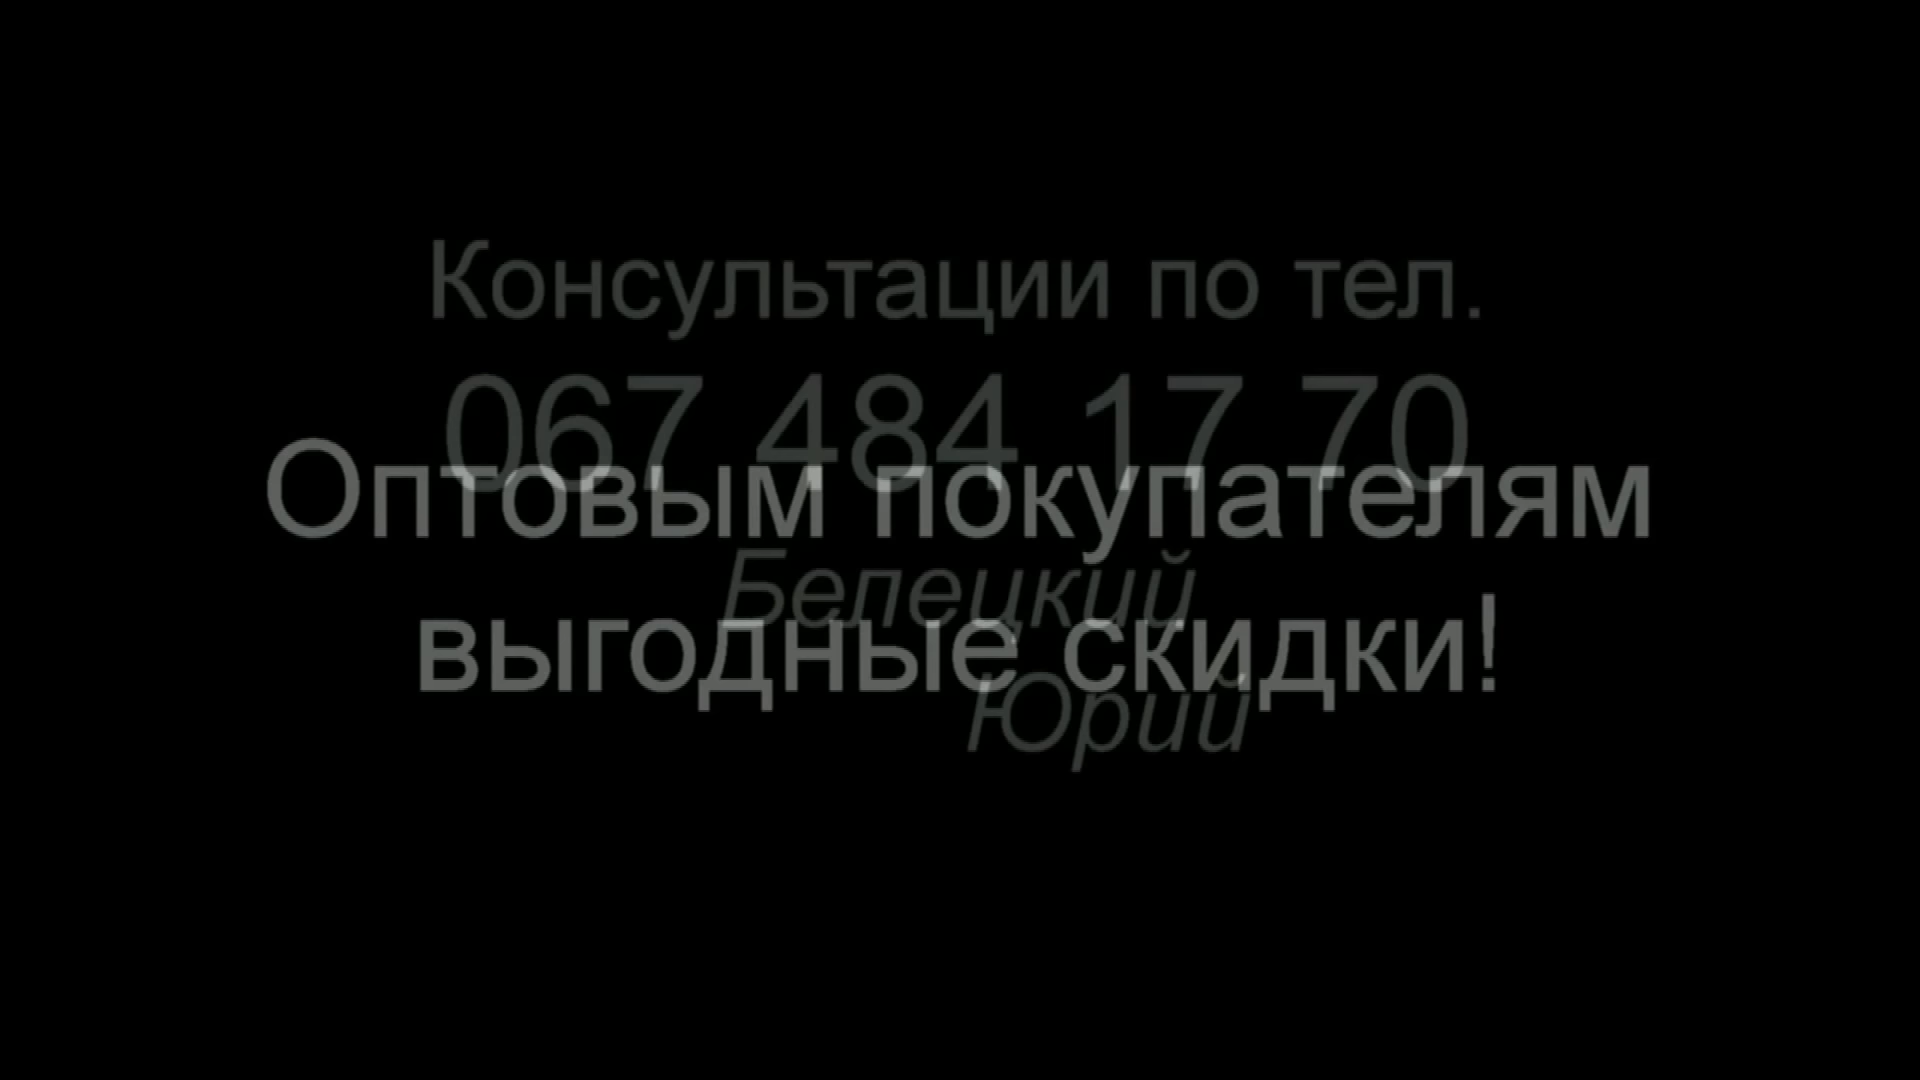 Консультации по тел.
067 484 17 70
Оптовым покупателям
Белецкий
выгодные скидки!
Юрий